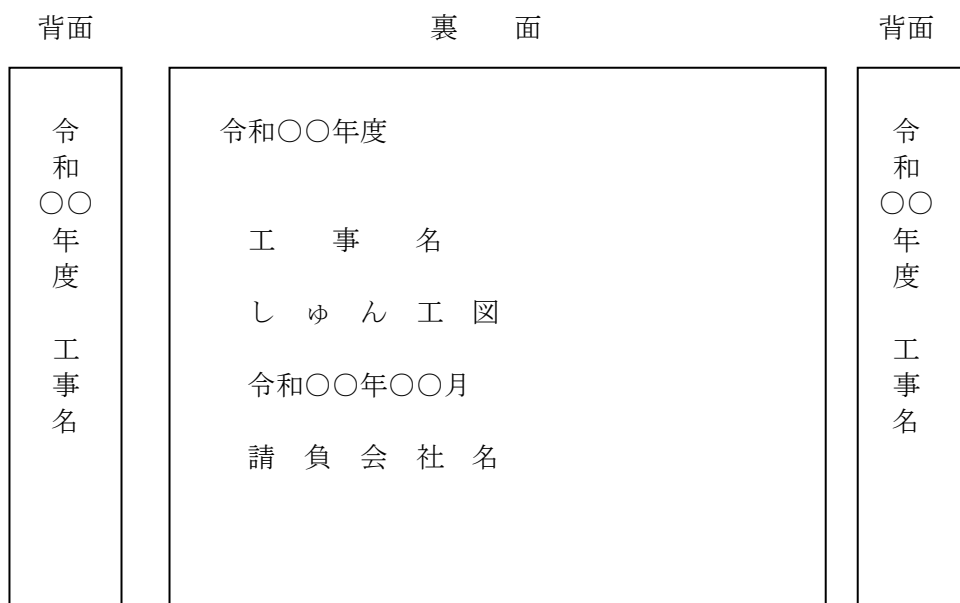 背面
裏　面
背面
令和○○年度　工事名
令和○○年度
工　事　名
しゅん工図
令和○○年○○月
請負会社名
令和○○年度　工事名